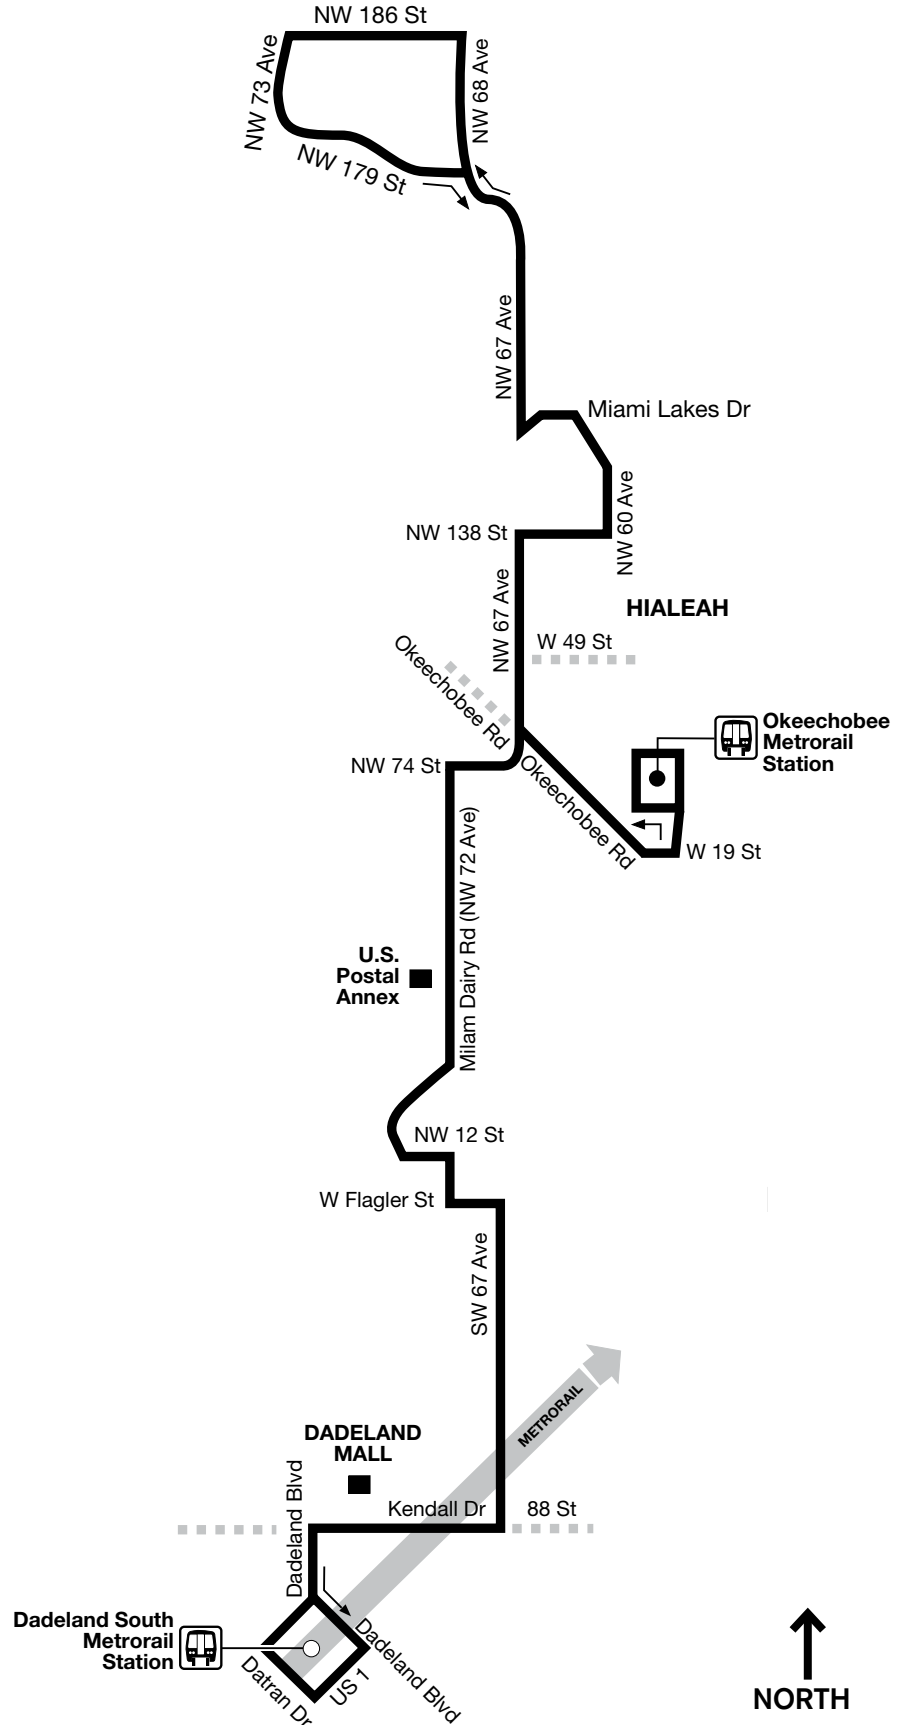 NW 186 St
NW 73 Ave
NW 68 Ave
NW 179 St
NW 67 Ave
Miami Lakes Dr
NW 60 Ave
NW 138 St
NW 67 Ave
HIALEAH
W 49 St
Okeechobee Rd
Okeechobee
Metrorail
Station
NW 74 St
Okeechobee Rd
W 19 St
Milam Dairy Rd (NW 72 Ave)
U.S.
Postal
Annex
NW 12 St
W Flagler St
SW 67 Ave
METRORAIL
DADELAND
MALL
Dadeland Blvd
Kendall Dr
88 St
Dadeland South
Metrorail
Station
Dadeland Blvd
US 1
Datran Dr
NORTH